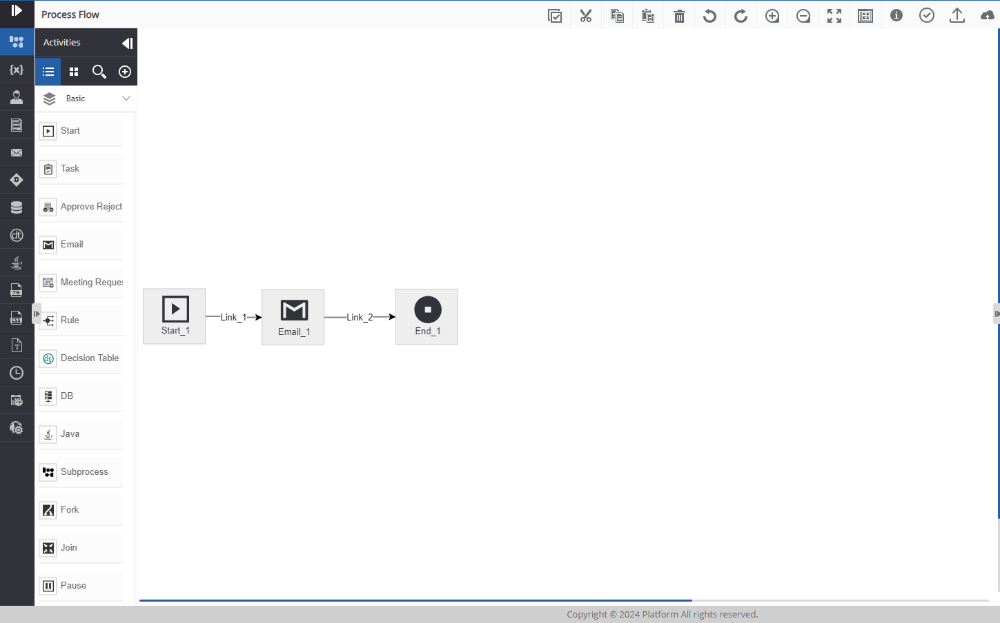 Process Flow
Activities
Basic
Start
Task
Approve Reject
Email
Meeting Reques
Rule
Decision Table
DB
Java
Subprocess
Fork
Join
Pause
Start_1
Link_1
Email_1
Link_2
End_1
Copyright © 2024 Platform All rights reserved.